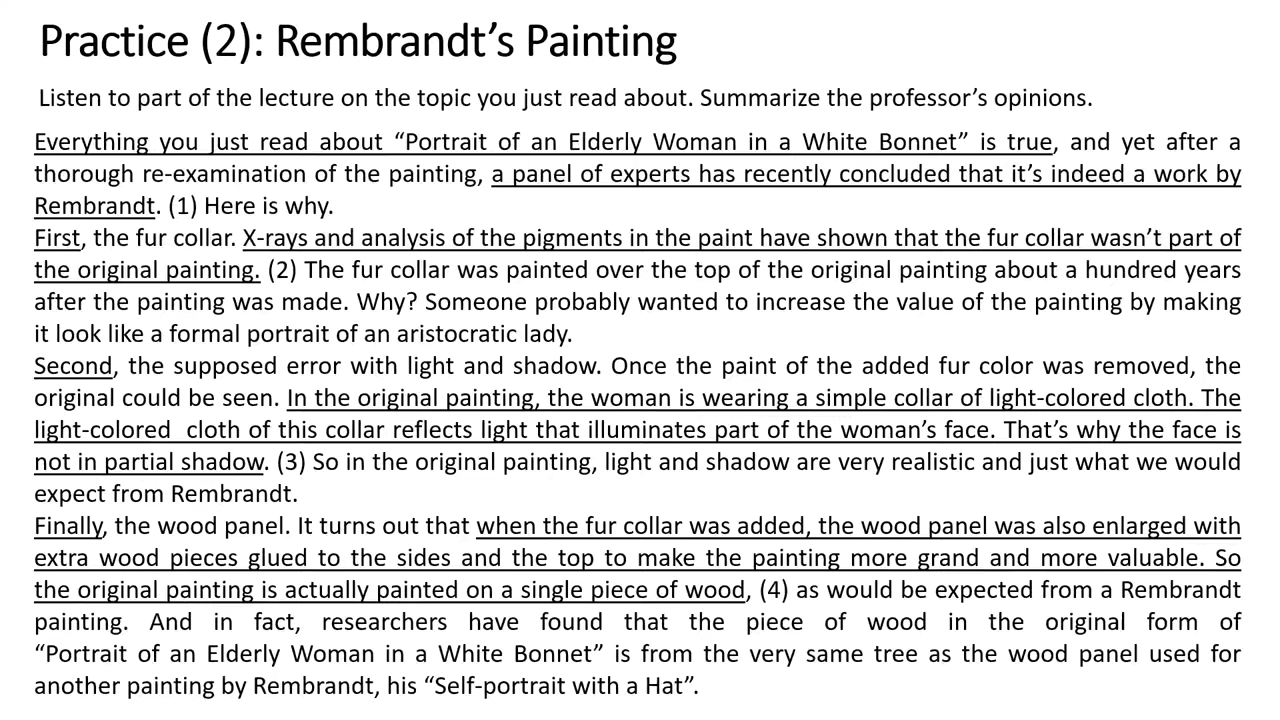 Practice (2): Rembrandt’s Painting
Listen to part of the lecture on the topic you just read about. Summarize the professor’s opinions.
Everything you just read about “Portrait of an Elderly Woman in a White Bonnet” is true, and yet after a
thorough re-examination of the painting, a panel of experts has recently concluded that it’s indeed a work by
Rembrandt. (1) Here is why.
First, the fur collar. X-rays and analysis of the pigments in the paint have shown that the fur collar wasn’t part of
the original painting. (2) The fur collar was painted over the top of the original painting about a hundred years
after the painting was made. Why? Someone probably wanted to increase the value of the painting by making
it look like a formal portrait of an aristocratic lady.
Second, the supposed error with light and shadow. Once the paint of the added fur color was removed, the
original could be seen. In the original painting, the woman is wearing a simple collar of light-colored cloth. The
light-colored cloth of this collar reflects light that illuminates part of the woman’s face. That’s why the face is
not in partial shadow. (3) So in the original painting, light and shadow are very realistic and just what we would
expect from Rembrandt.
Finally, the wood panel. It turns out that when the fur collar was added, the wood panel was also enlarged with
extra wood pieces glued to the sides and the top to make the painting more grand and more valuable. So
the original painting is actually painted on a single piece of wood, (4) as would be expected from a Rembrandt
painting. And in fact, researchers have found that the piece of wood in the original form of
“Portrait of an Elderly Woman in a White Bonnet” is from the very same tree as the wood panel used for
another painting by Rembrandt, his “Self-portrait with a Hat”.